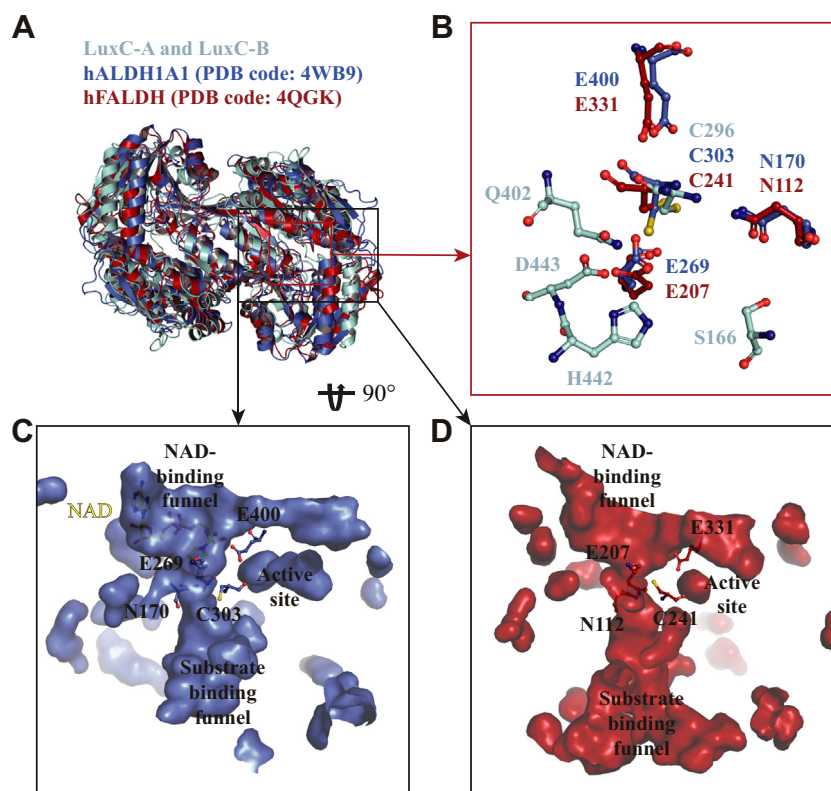 A
LuxC-A and LuxC-B
hALDH1A1 (PDB code: 4WB9)
hFALDH (PDB code: 4QGK)
90°
B
E400
E331
C296
C303
C241
N170
N112
Q402
D443
E269
E207
S166
H442
C
NAD-
binding
funnel
NAD
E400
E269
Active
site
N170
C303
Substrate
binding
funnel
D
NAD-
binding
funnel
E331
E207
Active
site
N112
C241
Substrate
binding
funnel